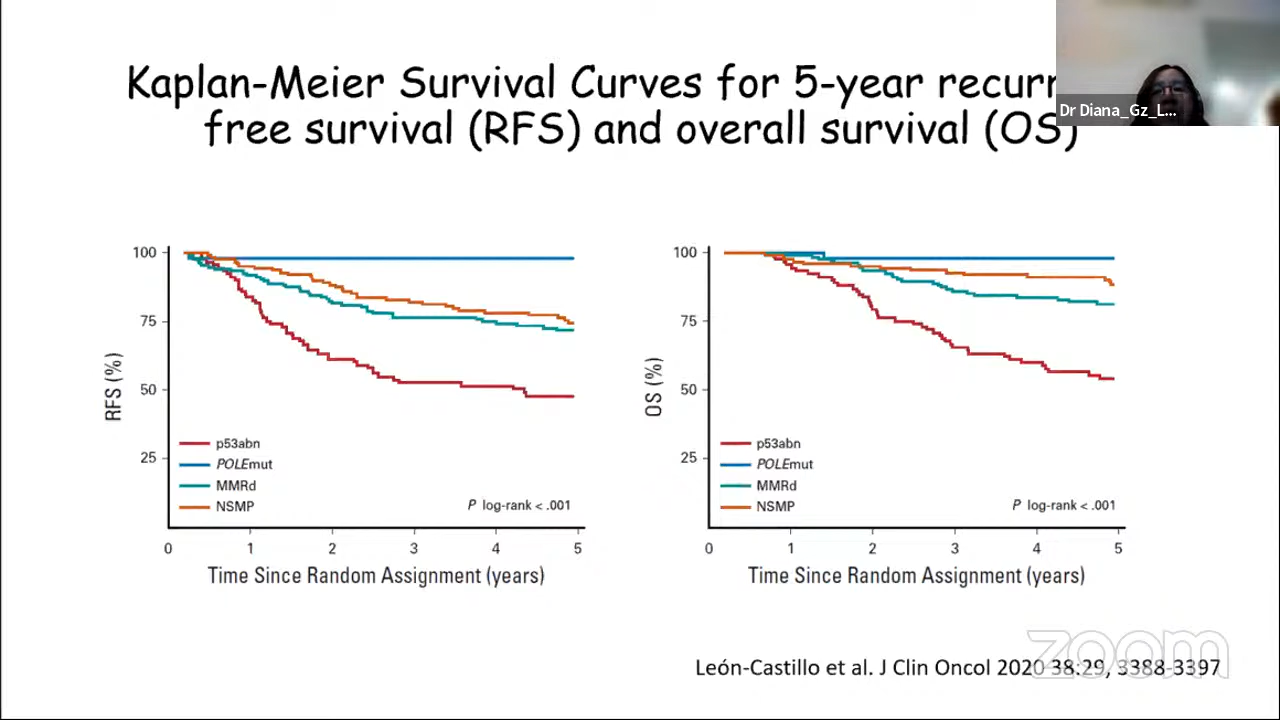 Kaplan-Meier Survival Curves for 5-year recurr
free survival (RFS) and overall survival (OS)
Dr Diana_Gz_L...
100
75
50
25
RFS (%)
p53abn
POLEmut
MMRd
NSMP
P log-rank < .001
0 1 2 3 4 5
Time Since Random Assignment (years)
100
75
50
25
OS (%)
p53abn
POLEmut
MMRd
NSMP
P log-rank < .001
0 1 2 3 4 5
Time Since Random Assignment (years)
zoom
León-Castillo et al. J Clin Oncol 2020 38:29, 3388-3397